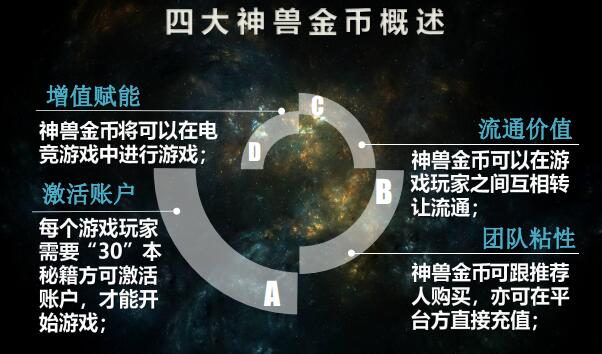 四大神兽金币概述
增值赋能
神兽金币将可以在电
竞游戏中进行游戏；
激活账户
每个游戏玩家
需要“30”本
秘籍方可激活
账户，才能开
始游戏；
C
D
B
A
流通价值
神兽金币可以在游
戏玩家之间互相转
让流通；
团队粘性
神兽金币可跟推荐
人购买，亦可在平
台方直接充值；